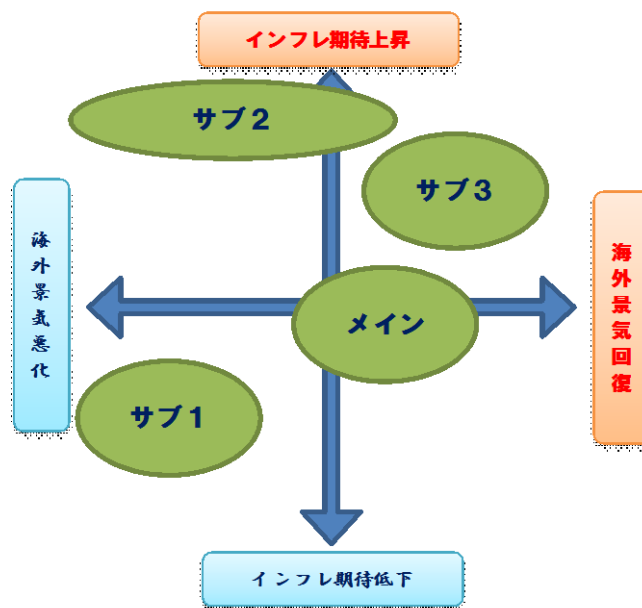 インフレ期待上昇
サブ２
サブ３
海外景気悪化
海外景気回復
メイン
サブ１
インフレ期待低下